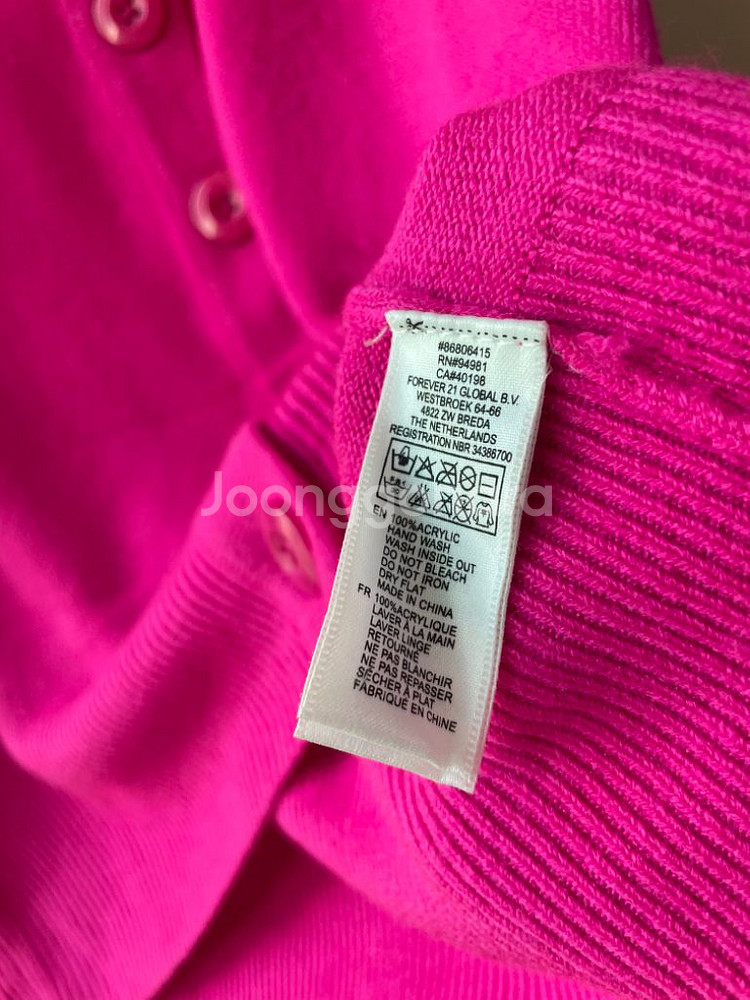 #86806415
RN#94981
CA#40198
FOREVER 21 GLOBAL B.V.
WESTBROEK 64-66
4822 ZW BREDA
THE NETHERLANDS
REGISTRATION NBR 34386700
EN 100%ACRYLIC
HAND WASH
WASH INSIDE OUT
DO NOT BLEACH
DO NOT IRON
DRY FLAT
MADE IN CHINA
FR 100%ACRYLIQUE
LAVER À LA MAIN
LAVER LINGE
RETOURNÉ
NE PAS BLANCHIR
NE PAS REPASSER
SÉCHER À PLAT
FABRIQUÉ EN CHINE